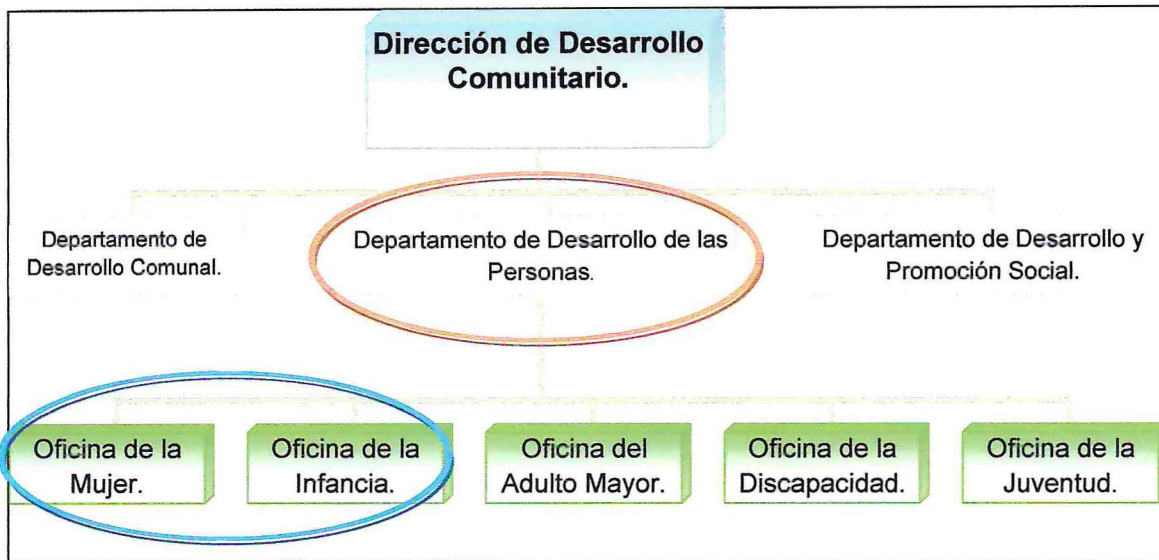 Dirección de Desarrollo
Comunitario.
Departamento de
Desarrollo Comunal.
Departamento de Desarrollo de las
Personas.
Departamento de Desarrollo y
Promoción Social.
Oficina de la
Mujer.
Oficina de la
Infancia.
Oficina del
Adulto Mayor.
Oficina de la
Discapacidad.
Oficina de la
Juventud.